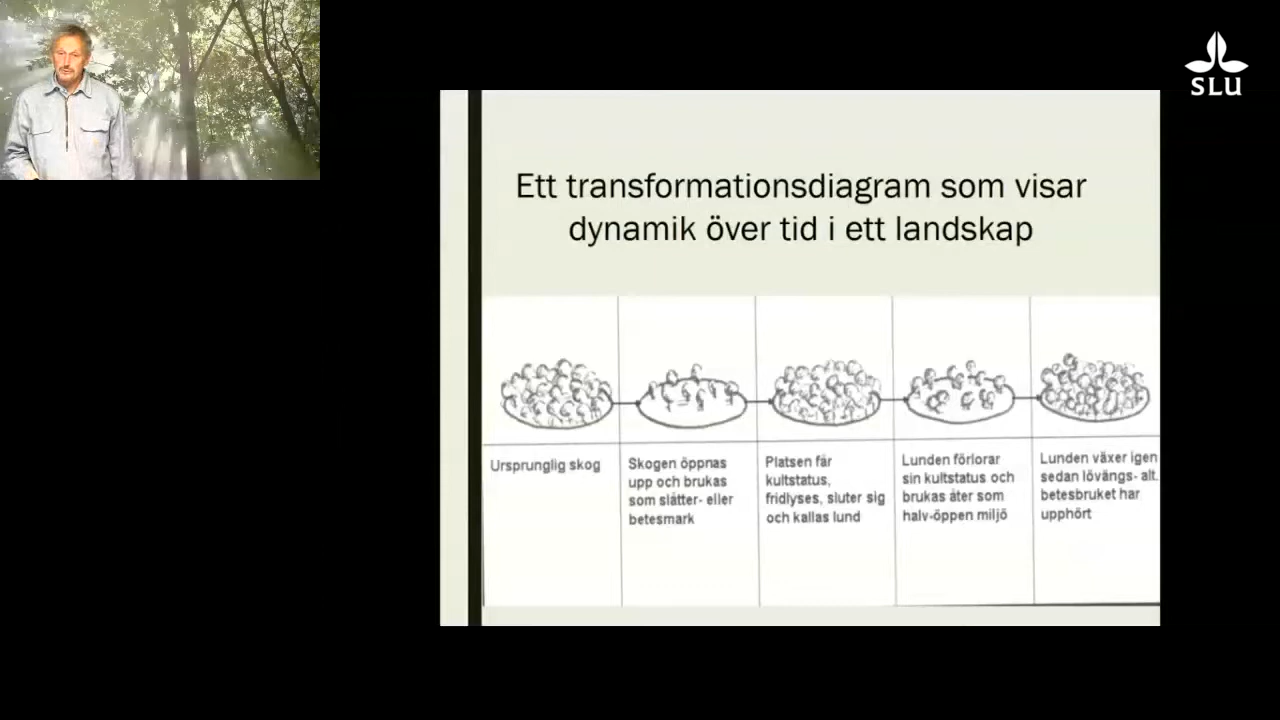 SLU
Ett transformationsdiagram som visar
dynamik över tid i ett landskap
Ursprunglig skog
Skogen öppnas
upp och brukas
som slåtter- eller
betesmark
Platsen får
kultstatus,
fridlyses, sluter sig
och kallas lund
Lunden förlorar
sin kultstatus och
brukas åter som
halv-öppen miljö
Lunden växer igen
sedan lövängs- alt.
betesbruket har
upphört